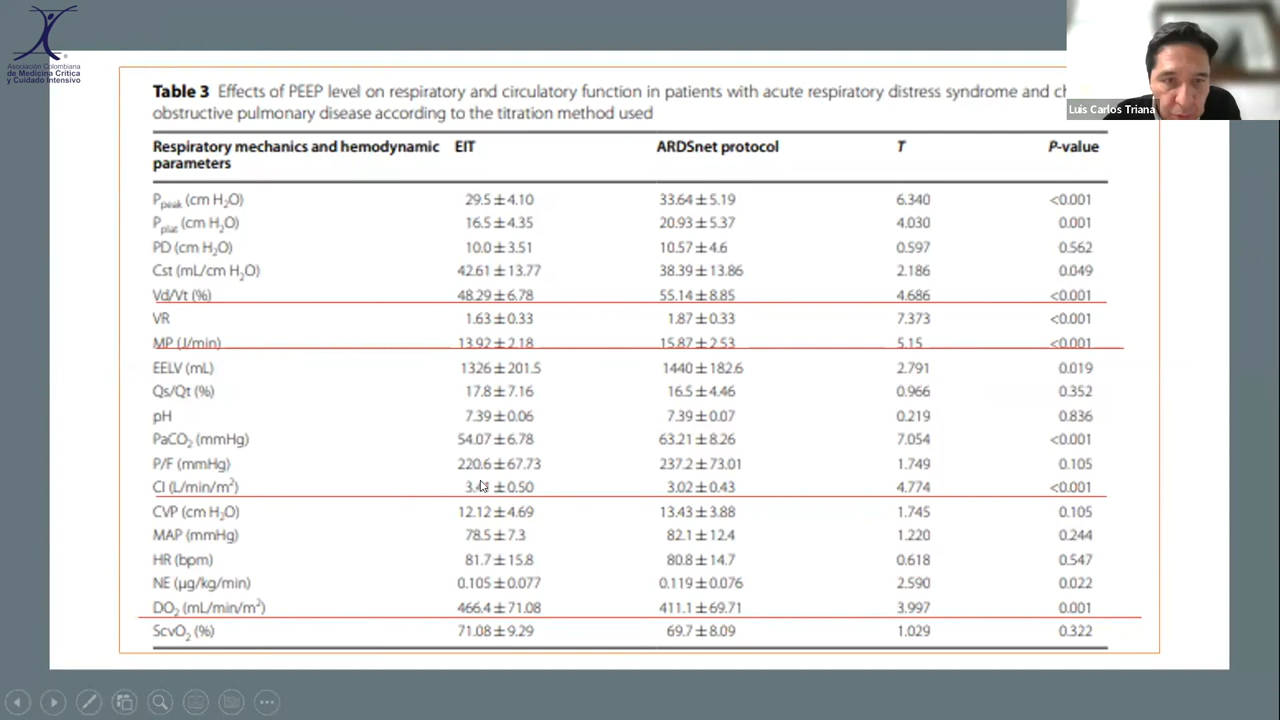 Asociación Colombiana
de Medicina Crítica
y Cuidado Intensivo
Luis Carlos Triana
Table 3 Effects of PEEP level on respiratory and circulatory function in patients with acute respiratory distress syndrome and
obstructive pulmonary disease according to the titration method used
Respiratory mechanics and hemodynamic parameters EIT ARDSnet protocol T P-value
Ppeak (cm H2O) 29.5±4.10 33.64±5.19 6.340 <0.001
Pplat (cm H2O) 16.5±4.35 20.93±5.37 4.030 0.001
PD (cm H2O) 10.0±3.51 10.57±4.6 0.597 0.562
Cst (mL/cm H2O) 42.61±13.77 38.39±13.86 2.186 0.049
Vd/Vt (%) 48.29±6.78 55.14±8.85 4.686 <0.001
VR 1.63±0.33 1.87±0.33 7.373 <0.001
MP (J/min) 13.92±2.18 15.87±2.53 5.15 <0.001
EELV (mL) 1326±201.5 1440±182.6 2.791 0.019
Qs/Qt (%) 17.8±7.16 16.5±4.46 0.966 0.352
pH 7.39±0.06 7.39±0.07 0.219 0.836
PaCO2 (mmHg) 54.07±6.78 63.21±8.26 7.054 <0.001
P/F (mmHg) 220.6±67.73 237.2±73.01 1.749 0.105
CI (L/min/m2) ±0.50 3.02±0.43 4.774 <0.001
CVP (cm H2O) 12.12±4.69 13.43±3.88 1.745 0.105
MAP (mmHg) 78.5±7.3 82.1±12.4 1.220 0.244
HR (bpm) 81.7±15.8 80.8±14.7 0.618 0.547
NE (µg/kg/min) 0.105±0.077 0.119±0.076 2.590 0.022
DO2 (mL/min/m2) 466.4±71.08 411.1±69.71 3.997 0.001
ScvO2 (%) 71.08±9.29 69.7±8.09 1.029 0.322